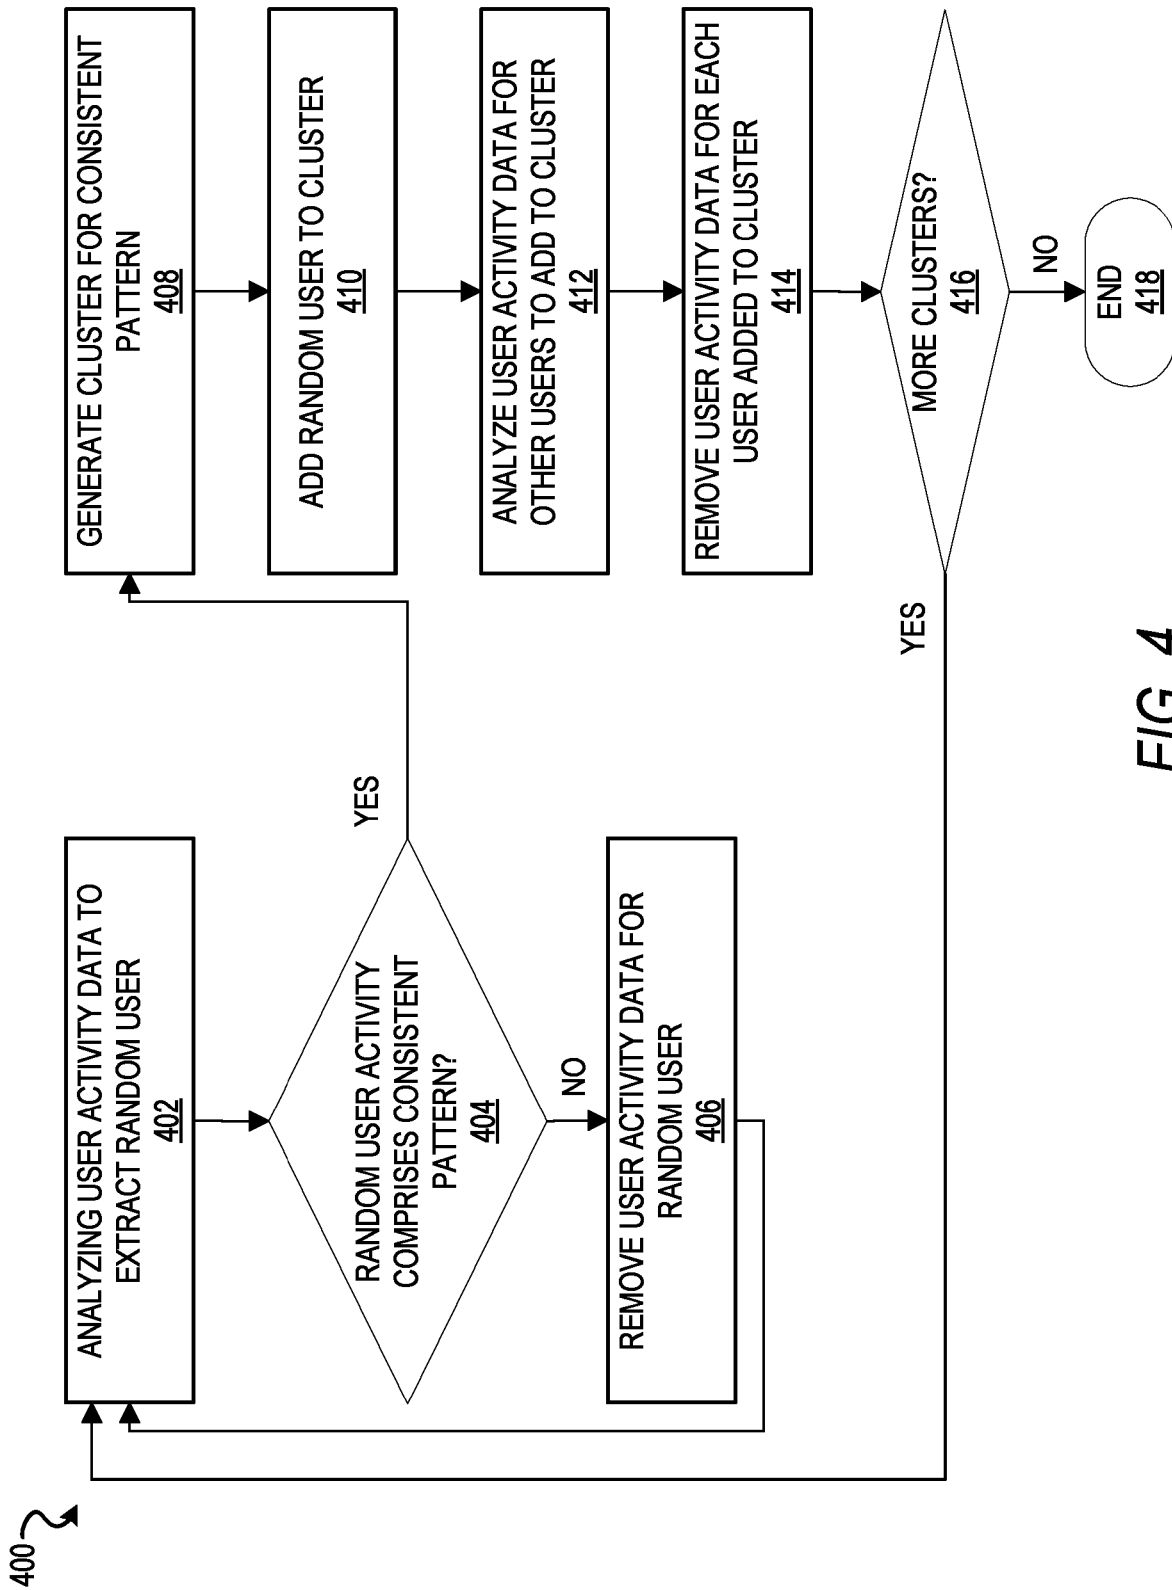 400
ANALYZING USER ACTIVITY DATA TO
EXTRACT RANDOM USER
402
RANDOM USER ACTIVITY
COMPRISES CONSISTENT
PATTERN?
404
YES
NO
REMOVE USER ACTIVITY DATA FOR
RANDOM USER
406
GENERATE CLUSTER FOR CONSISTENT
PATTERN
408
ADD RANDOM USER TO CLUSTER
410
ANALYZE USER ACTIVITY DATA FOR
OTHER USERS TO ADD TO CLUSTER
412
REMOVE USER ACTIVITY DATA FOR EACH
USER ADDED TO CLUSTER
414
MORE CLUSTERS?
416
YES
NO
END
418
FIG. 4